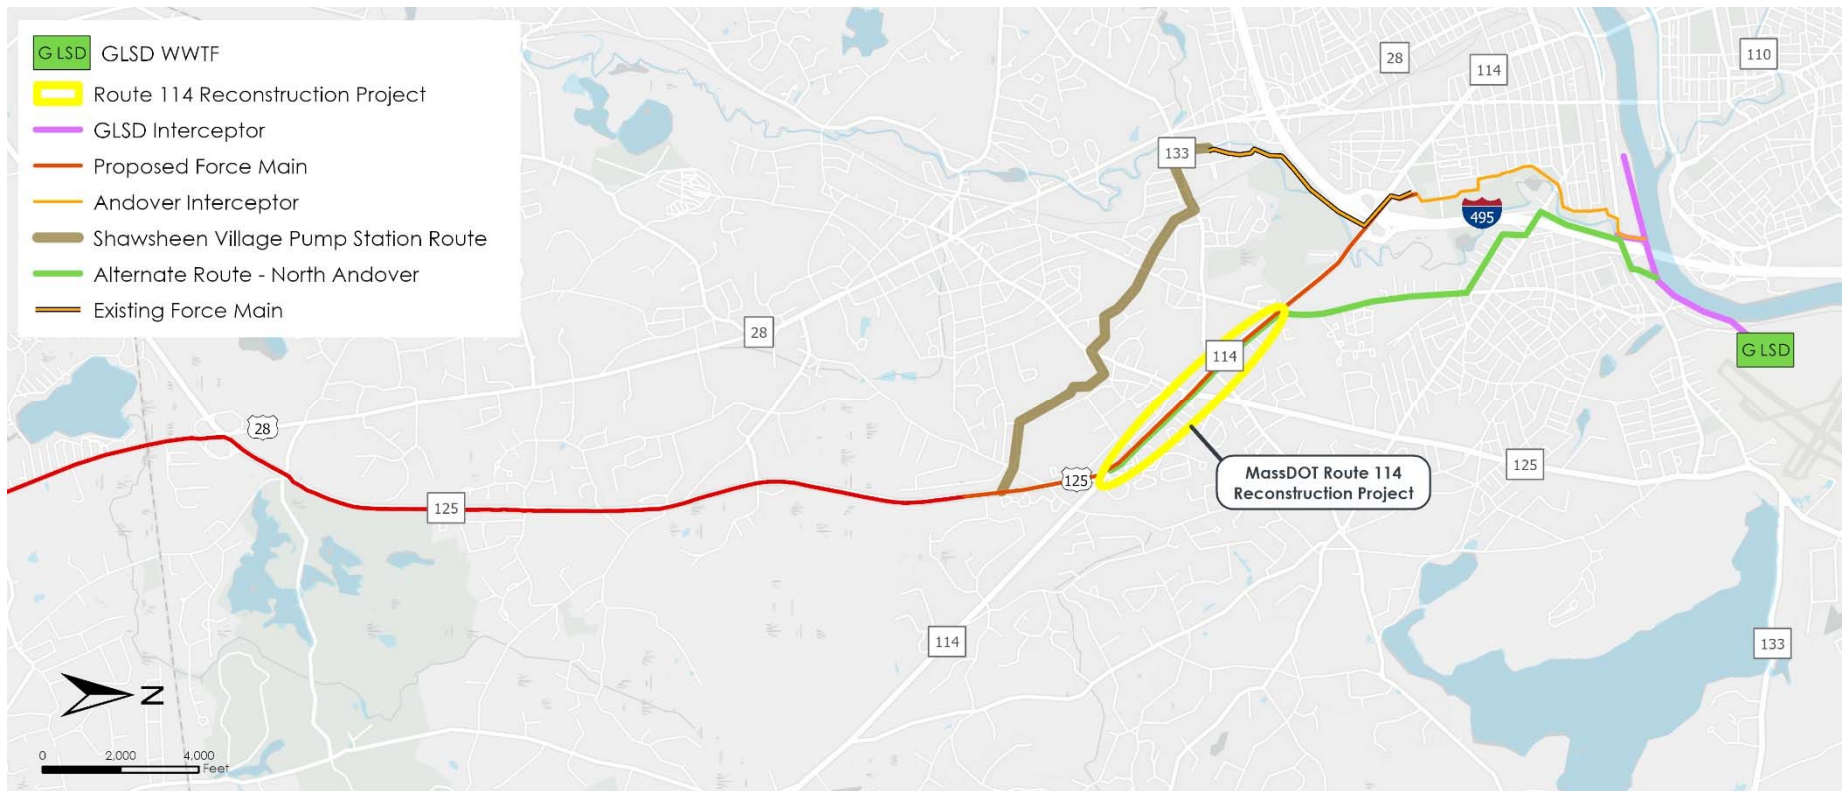 GLSD GLSD WWTF
Route 114 Reconstruction Project
GLSD Interceptor
Proposed Force Main
Andover Interceptor
Shawsheen Village Pump Station Route
Alternate Route - North Andover
Existing Force Main
28
114
110
133
495
28
114
GLSD
28
125
125
125
MassDOT Route 114
Reconstruction Project
114
133
N
0 2,000 4,000
Feet